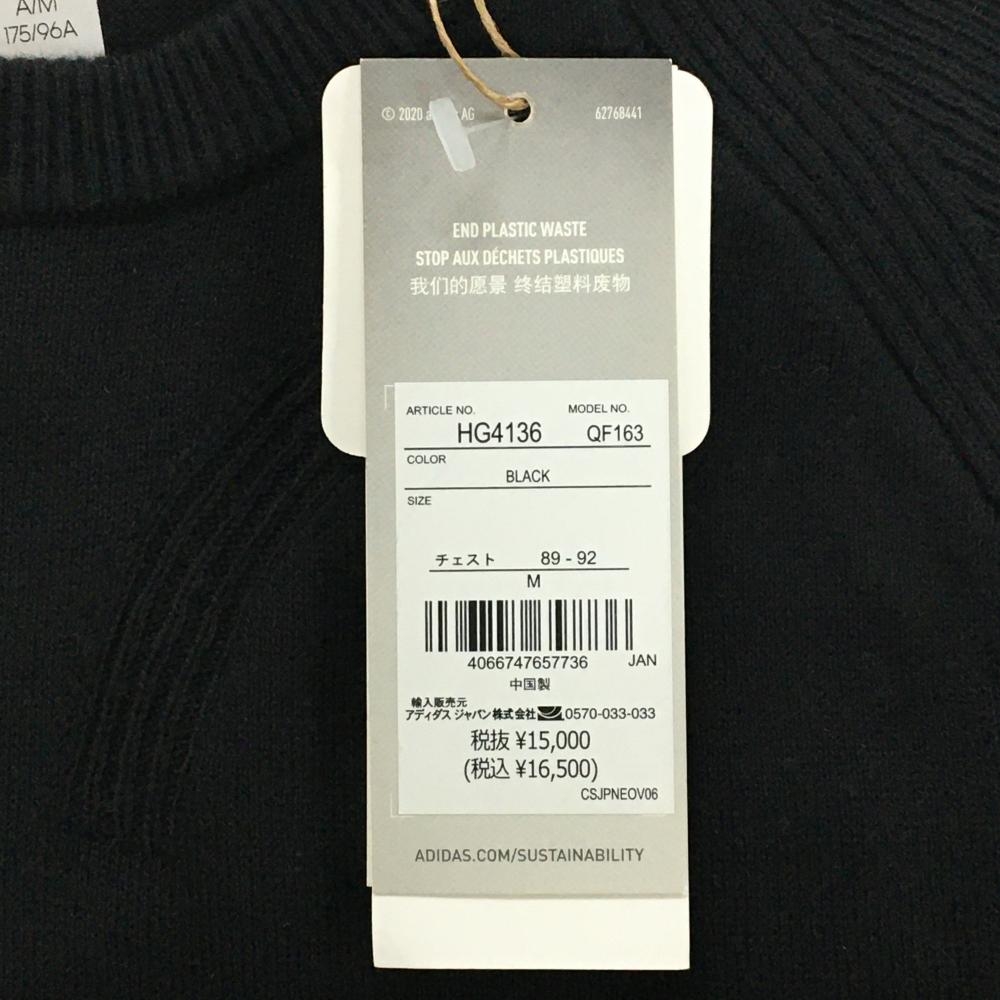 A/M
175/96A
© 2020 AG
62768441
END PLASTIC WASTE
STOP AUX DÉCHETS PLASTIQUES
我们的愿景 终结塑料废物
ARTICLE NO. MODEL NO.
HG4136 QF163
COLOR
BLACK
SIZE
チェスト 89 - 92
M
4066747657736 JAN
中国製
輸入販売元
アディダス ジャパン株式会社 0570-033-033
税抜 ¥15,000
(税込 ¥16,500)
CSJPNEOV06
ADIDAS.COM/SUSTAINABILITY